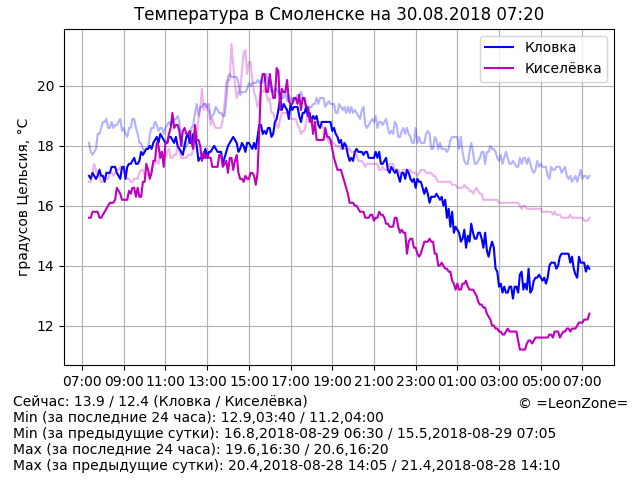 Температура в Смоленске на 30.08.2018 07:20
Кловка
Киселёвка
градусов Цельсия, °C
20
18
16
14
12
07:00 09:00 11:00 13:00 15:00 17:00 19:00 21:00 23:00 01:00 03:00 05:00 07:00
Сейчас: 13.9 / 12.4 (Кловка / Киселёвка)
© =LeonZone=
Min (за последние 24 часа): 12.9,03:40 / 11.2,04:00
Min (за предыдущие сутки): 16.8,2018-08-29 06:30 / 15.5,2018-08-29 07:05
Max (за последние 24 часа): 19.6,16:30 / 20.6,16:20
Max (за предыдущие сутки): 20.4,2018-08-28 14:05 / 21.4,2018-08-28 14:10